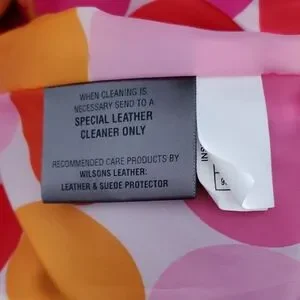 WHEN CLEANING IS
NECESSARY SEND TO A
SPECIAL LEATHER
CLEANER ONLY
RECOMMENDED CARE PRODUCTS BY
WILSONS LEATHER:
LEATHER & SUEDE PROTECTOR